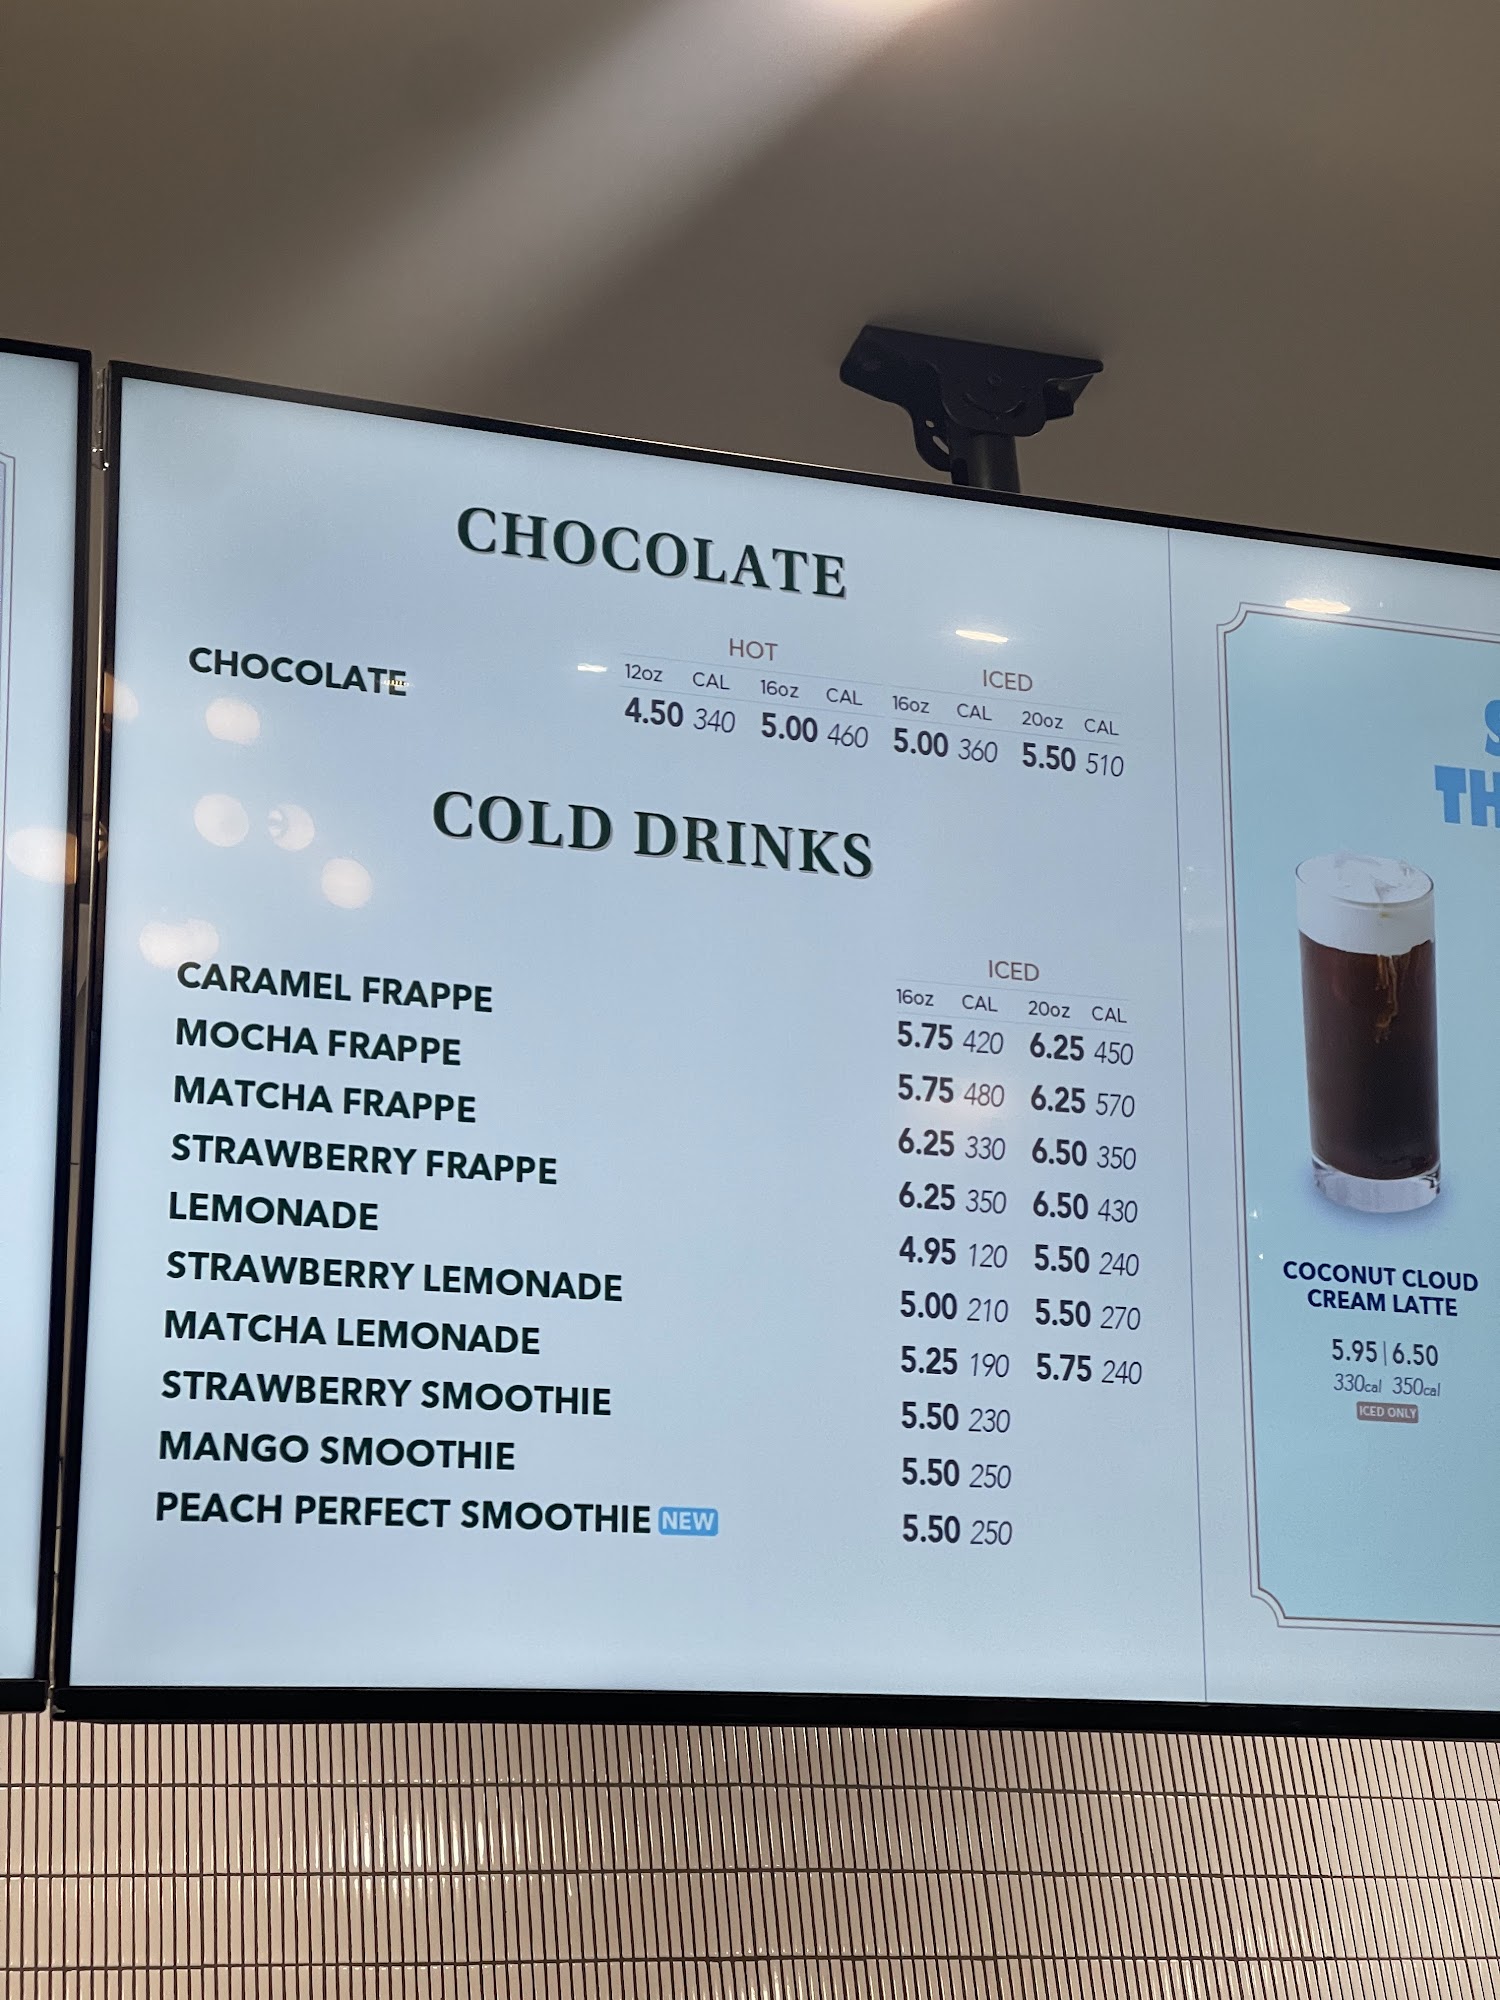 CHOCOLATE
HOT
ICED
12oz CAL 16oz CAL 16oz CAL 20oz CAL
CHOCOLATE 4.50 340 5.00 460 5.00 360 5.50 510
COLD DRINKS
ICED
16oz CAL 20oz CAL
CARAMEL FRAPPE 5.75 420 6.25 450
MOCHA FRAPPE 5.75 480 6.25 570
MATCHA FRAPPE 6.25 330 6.50 350
STRAWBERRY FRAPPE 6.25 350 6.50 430
LEMONADE 4.95 120 5.50 240
STRAWBERRY LEMONADE 5.00 210 5.50 270
MATCHA LEMONADE 5.25 190 5.75 240
STRAWBERRY SMOOTHIE 5.50 230
MANGO SMOOTHIE 5.50 250
PEACH PERFECT SMOOTHIE NEW 5.50 250
COCONUT CLOUD
CREAM LATTE
5.95|6.50
330cal 350cal
ICED ONLY